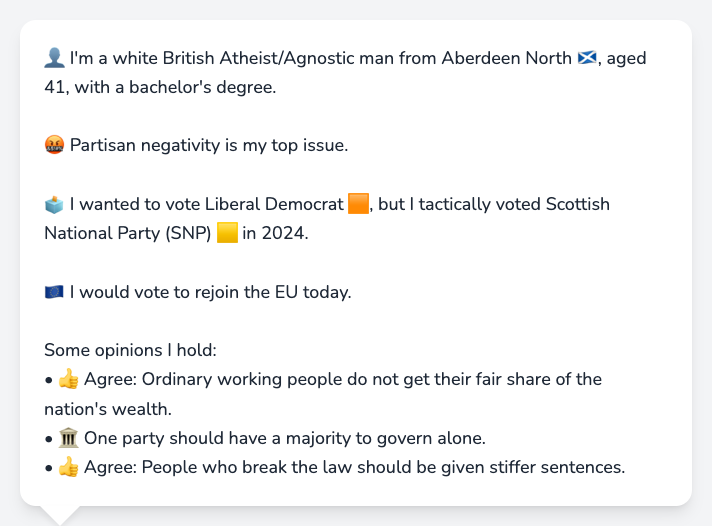 👤 I'm a white British Atheist/Agnostic man from Aberdeen North 🏴󠁧󠁢󠁳󠁣󠁴󠁿, aged
41, with a bachelor's degree.
🤬 Partisan negativity is my top issue.
🗳️ I wanted to vote Liberal Democrat 🟧, but I tactically voted Scottish
National Party (SNP) 🟨 in 2024.
🇪🇺 I would vote to rejoin the EU today.
Some opinions I hold:
• 👍 Agree: Ordinary working people do not get their fair share of the
nation's wealth.
• 🏛️ One party should have a majority to govern alone.
• 👍 Agree: People who break the law should be given stiffer sentences.